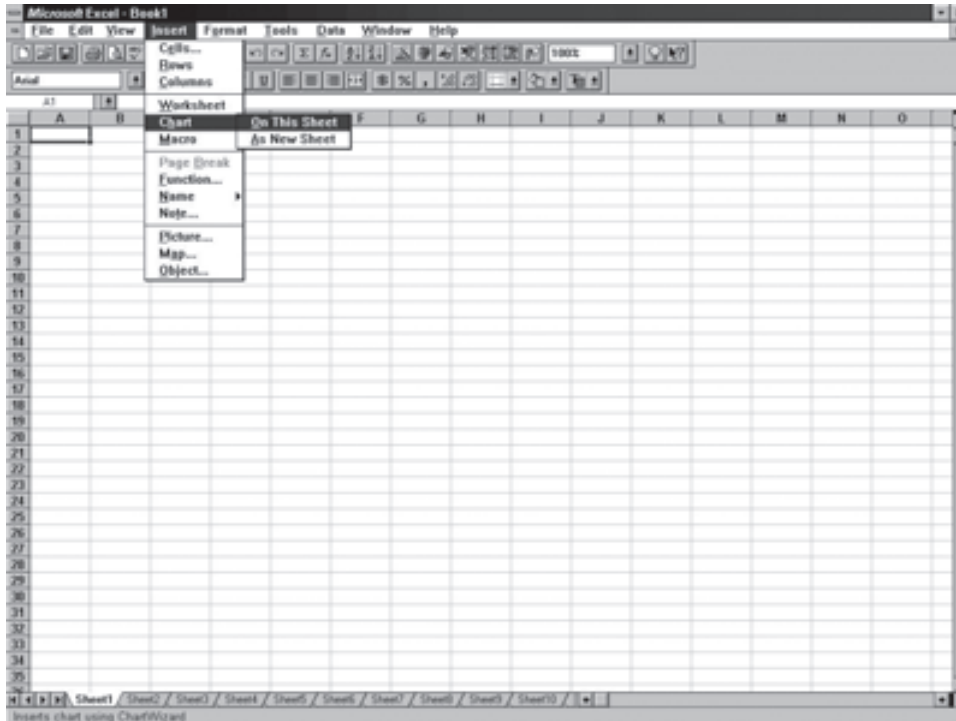 Microsoft Excel - Book1
File Edit View Insert Format Tools Data Window Help
100%
Arial
A1
Cells...
Rows
Columns
Worksheet
Chart
Macro
Page Break
Function...
Name
Note...
Picture...
Map...
Object...
On This Sheet
As New Sheet
A B F G H I J K L M N O
1
2
3
4
5
6
7
8
9
10
11
12
13
14
15
16
17
18
19
20
21
22
23
24
25
26
27
28
29
30
31
32
33
34
35
Sheet1 Sheet2 Sheet3 Sheet4 Sheet5 Sheet6 Sheet7 Sheet8 Sheet9 Sheet10
Inserts chart using ChartWizard